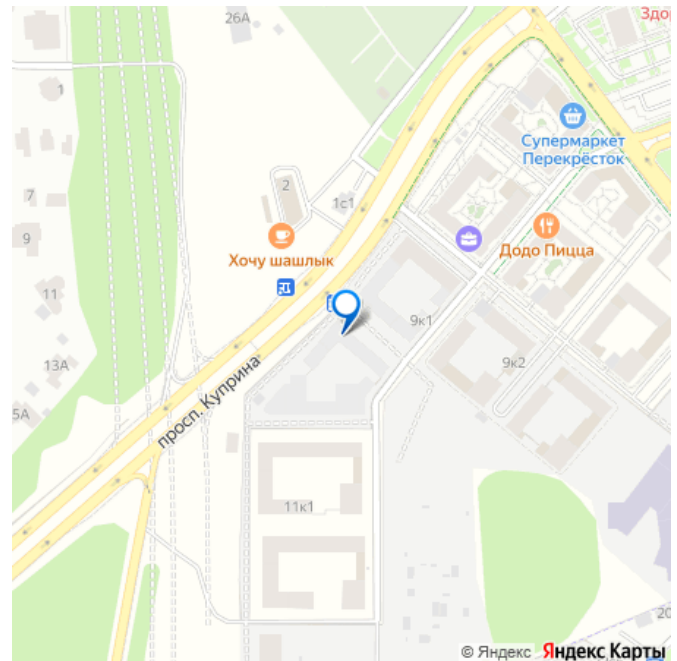 26А
Здор
1
Супермаркет
Перекрёсток
2
7
1с1
9
Хочу шашлык
Додо Пицца
11
9к1
13А
9к2
просп. Куприна
5А
11к1
20
© Яндекс Яндекс Карты